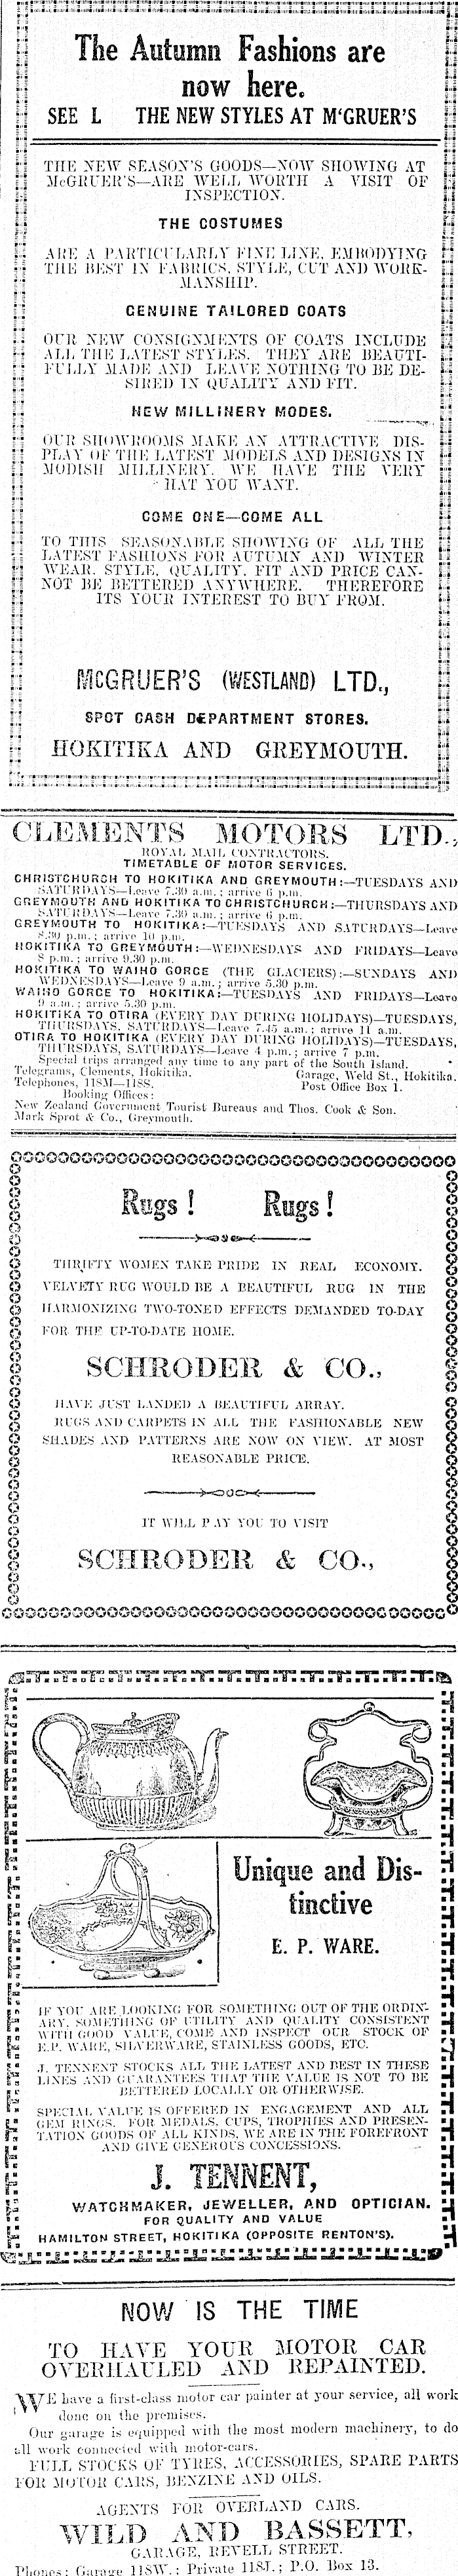 The Autumn Fashions are
now here.
SEE L THE NEW STYLES AT M'GRUER'S
THE NEW SEASON'S GOODS—NOW SHOWING AT
McGRUER'S—ARE WELL WORTH A VISIT OF
INSPECTION.
THE COSTUMES
ARE A PARTICULARLY FINE LINE, EMBODYING
THE BEST IN FABRICS, STYLE, CUT AND WORK-
MANSHIP.
GENUINE TAILORED COATS
OUR NEW CONSIGNMENTS OF COATS INCLUDE
ALL THE LATEST STYLES. THEY ARE BEAUTI-
FULLY MADE AND LEAVE NOTHING TO BE DE-
SIRED IN QUALITY AND FIT.
NEW MILLINERY MODES.
OUR SHOWROOMS MAKE AN ATTRACTIVE DIS-
PLAY OF THE LATEST MODELS AND DESIGNS IN
MODISH MILLINERY. WE HAVE THE VERY
HAT YOU WANT.
COME ONE—COME ALL
TO THIS SEASONABLE SHOWING OF ALL THE
LATEST FASHIONS FOR AUTUMN AND WINTER
WEAR. STYLE, QUALITY, FIT AND PRICE CAN-
NOT BE BETTERED ANYWHERE. THEREFORE
ITS YOUR INTEREST TO BUY FROM.
McGRUER'S (WESTLAND) LTD.,
SPOT CASH DEPARTMENT STORES.
HOKITIKA AND GREYMOUTH.
CLEMENTS MOTORS LTD.,
ROYAL MAIL CONTRACTORS.
TIMETABLE OF MOTOR SERVICES.
CHRISTCHURCH TO HOKITIKA AND GREYMOUTH:—TUESDAYS AND
SATURDAYS—Leave 7.30 a.m.; arrive 6 p.m.
GREYMOUTH AND HOKITIKA TO CHRISTCHURCH:—THURSDAYS AND
SATURDAYS—Leave 7.30 a.m.; arrive 6 p.m.
GREYMOUTH TO HOKITIKA:—TUESDAYS AND SATURDAYS—Leave
8.30 p.m.; arrive 10 p.m.
HOKITIKA TO GREYMOUTH:—WEDNESDAYS AND FRIDAYS—Leave
8 p.m.; arrive 9.30 p.m.
HOKITIKA TO WAIHO GORGE (THE GLACIERS):—SUNDAYS AND
WEDNESDAYS—Leave 9 a.m.; arrive 5.30 p.m.
WAIHO GORGE TO HOKITIKA:—TUESDAYS AND FRIDAYS—Leave
9 a.m.; arrive 5.30 p.m.
HOKITIKA TO OTIRA (EVERY DAY DURING HOLIDAYS)—TUESDAYS,
THURSDAYS, SATURDAYS—Leave 7.45 a.m.; arrive 11 a.m.
OTIRA TO HOKITIKA (EVERY DAY DURING HOLIDAYS)—TUESDAYS,
THURSDAYS, SATURDAYS—Leave 4 p.m.; arrive 7 p.m.
Special trips arranged any time to any part of the South Island.
Telegrams, Clements, Hokitika. Garage, Weld St., Hokitika.
Telephones, 118M—118S. Post Office Box 1.
Booking Offices:
New Zealand Government Tourist Bureaus and Thos. Cook & Son.
Mark Sprot & Co., Greymouth.
Rugs! Rugs!
THRIFTY WOMEN TAKE PRIDE IN REAL ECONOMY.
VELVETY RUG WOULD BE A BEAUTIFUL RUG IN THE
HARMONIZING TWO-TONED EFFECTS DEMANDED TO-DAY
FOR THE UP-TO-DATE HOME.
SCHRODER & CO.,
HAVE JUST LANDED A BEAUTIFUL ARRAY.
RUGS AND CARPETS IN ALL THE FASHIONABLE NEW
SHADES AND PATTERNS ARE NOW ON VIEW. AT MOST
REASONABLE PRICE.
IT WILL PAY YOU TO VISIT
SCHRODER & CO.,
Unique and Dis-
tinctive
E. P. WARE.
IF YOU ARE LOOKING FOR SOMETHING OUT OF THE ORDIN-
ARY, SOMETHING OF UTILITY AND QUALITY CONSISTENT
WITH GOOD VALUE, COME AND INSPECT OUR STOCK OF
E.P. WARE, SILVERWARE, STAINLESS GOODS, ETC.
J. TENNENT STOCKS ALL THE LATEST AND BEST IN THESE
LINES AND GUARANTEES THAT THE VALUE IS NOT TO BE
BETTERED LOCALLY OR OTHERWISE.
SPECIAL VALUE IS OFFERED IN ENGAGEMENT AND ALL
GEM RINGS. FOR MEDALS, CUPS, TROPHIES AND PRESEN-
TATION GOODS OF ALL KINDS, WE ARE IN THE FOREFRONT
AND GIVE GENEROUS CONCESSIONS.
J. TENNENT,
WATCHMAKER, JEWELLER, AND OPTICIAN.
FOR QUALITY AND VALUE
HAMILTON STREET, HOKITIKA (OPPOSITE RENTON'S).
NOW IS THE TIME
TO HAVE YOUR MOTOR CAR
OVERHAULED AND REPAINTED.
WE have a first-class motor car painter at your service, all work
done on the premises.
Our garage is equipped with the most modern machinery, to do
all work connected with motor-cars.
FULL STOCKS OF TYRES, ACCESSORIES, SPARE PARTS
FOR MOTOR CARS, BENZINE AND OILS.
AGENTS FOR OVERLAND CARS.
WILD AND BASSETT,
GARAGE, REVELL STREET.
Phones: Garage 118W.; Private 118J.; P.O. Box 13.